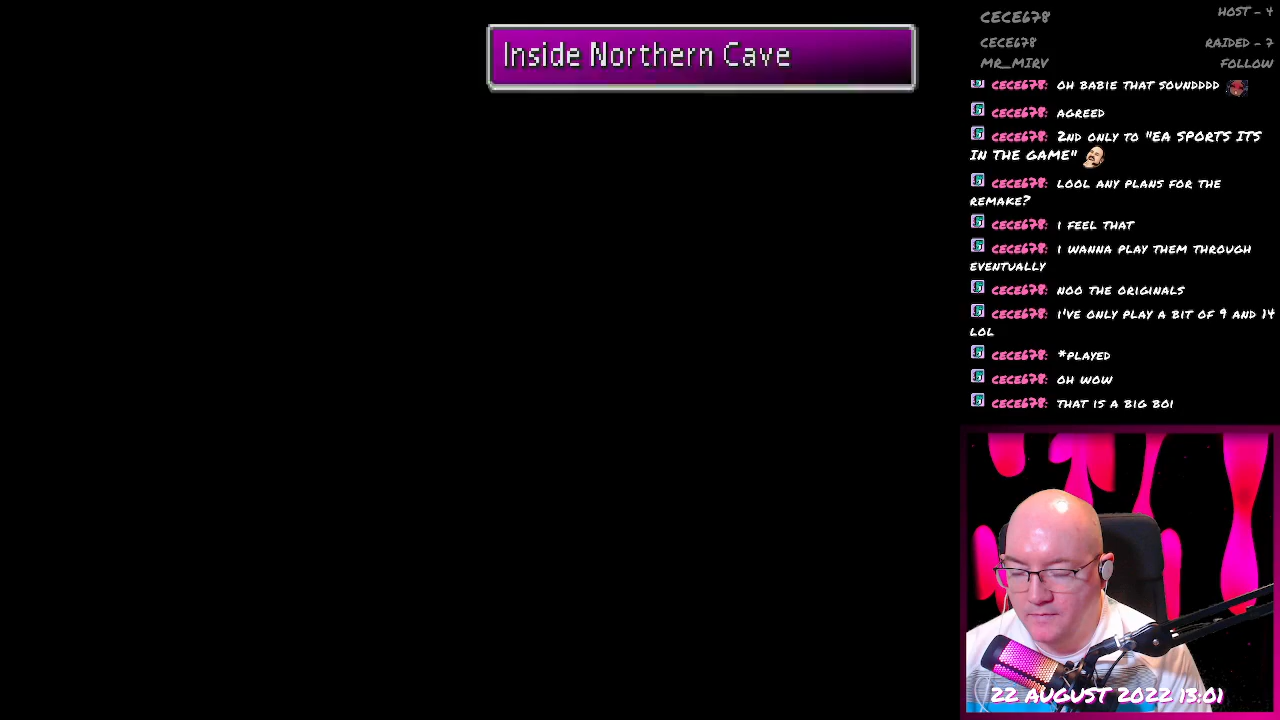 Inside Northern Cave
CECE678
HOST - 4
CECE678 RAIDED - 7
MR_MIRV FOLLOW
CECE678: OH BABIE THAT SOUNDDDD
CECE678: AGREED
CECE678: 2ND ONLY TO "EA SPORTS ITS
IN THE GAME"
CECE678: LOOL ANY PLANS FOR THE
REMAKE?
CECE678: I FEEL THAT
CECE678: I WANNA PLAY THEM THROUGH
EVENTUALLY
CECE678: NOO THE ORIGINALS
CECE678: I'VE ONLY PLAY A BIT OF 9 AND 14
LOL
CECE678: *PLAYED
CECE678: OH WOW
CECE678: THAT IS A BIG BOI
22 AUGUST 2022 13:01